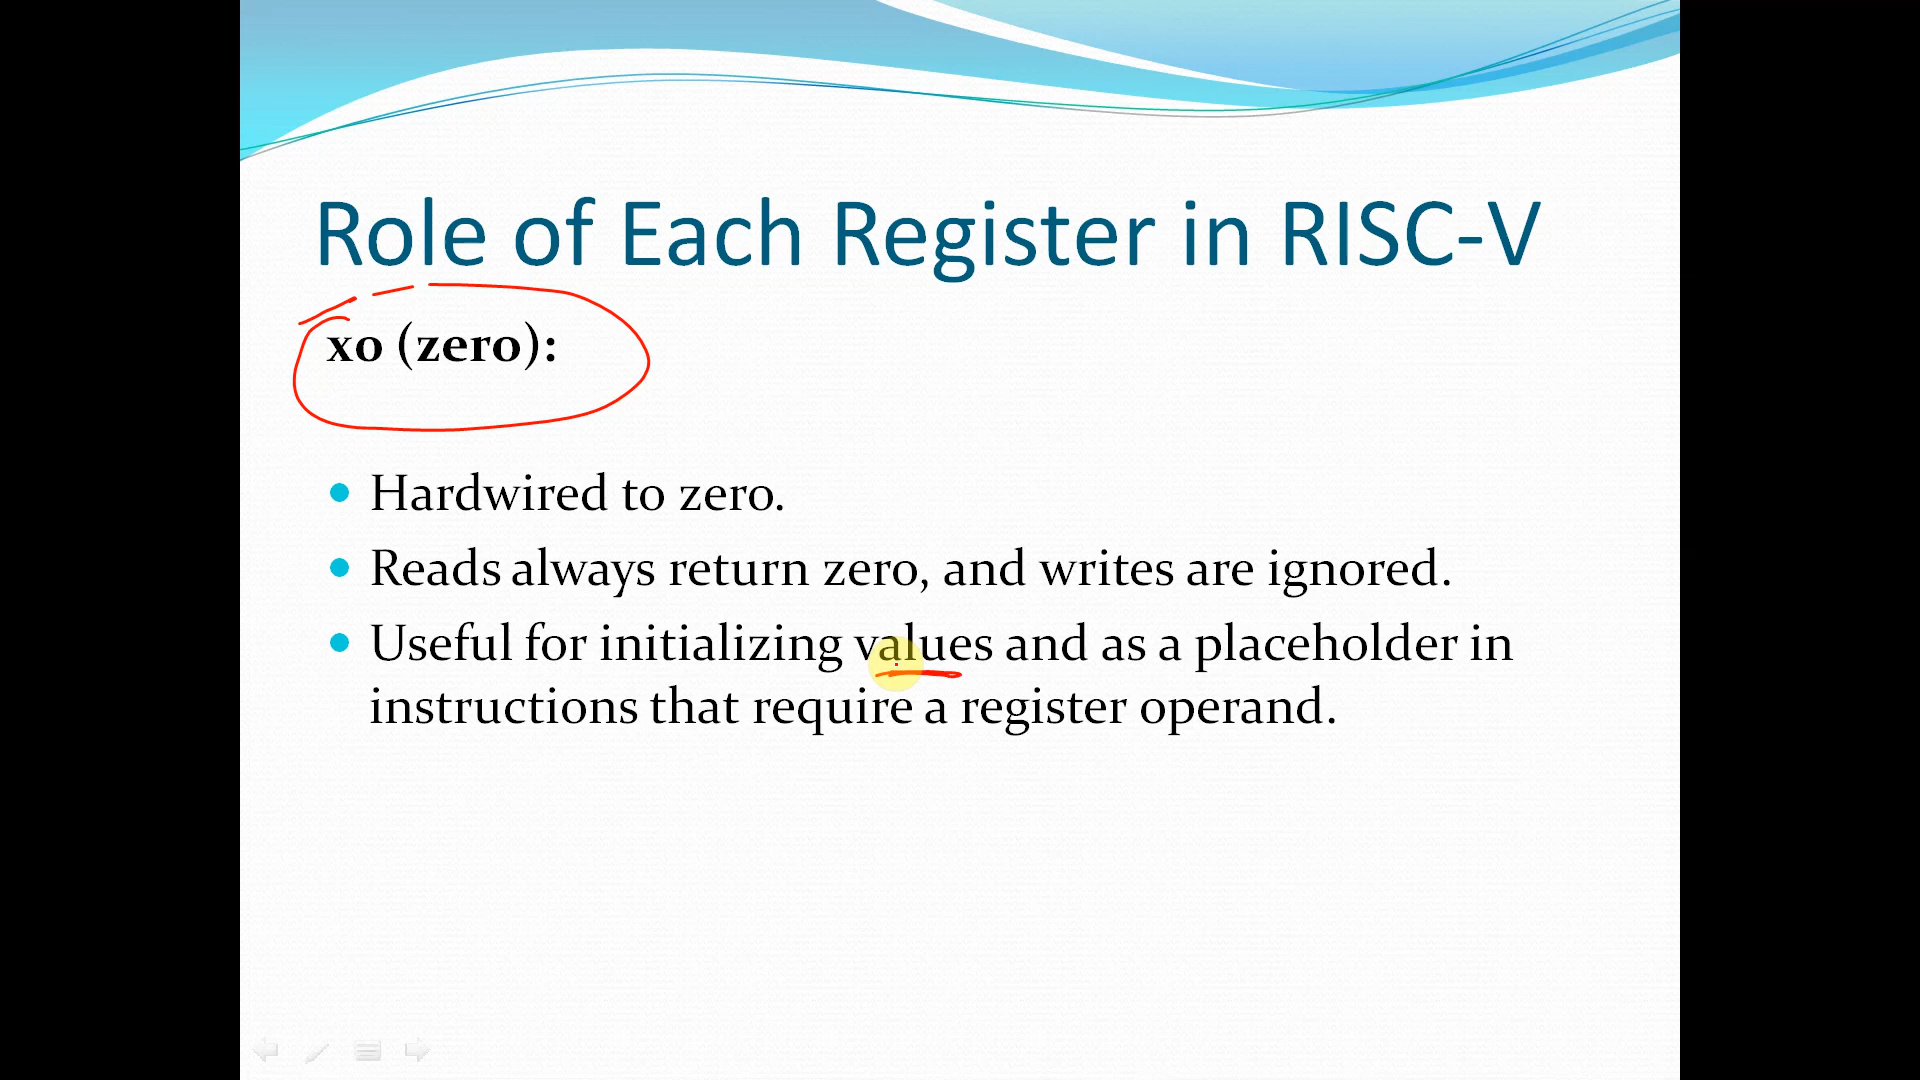 Role of Each Register in RISC-V
x0 (zero):
• Hardwired to zero.
• Reads always return zero, and writes are ignored.
• Useful for initializing values and as a placeholder in
instructions that require a register operand.